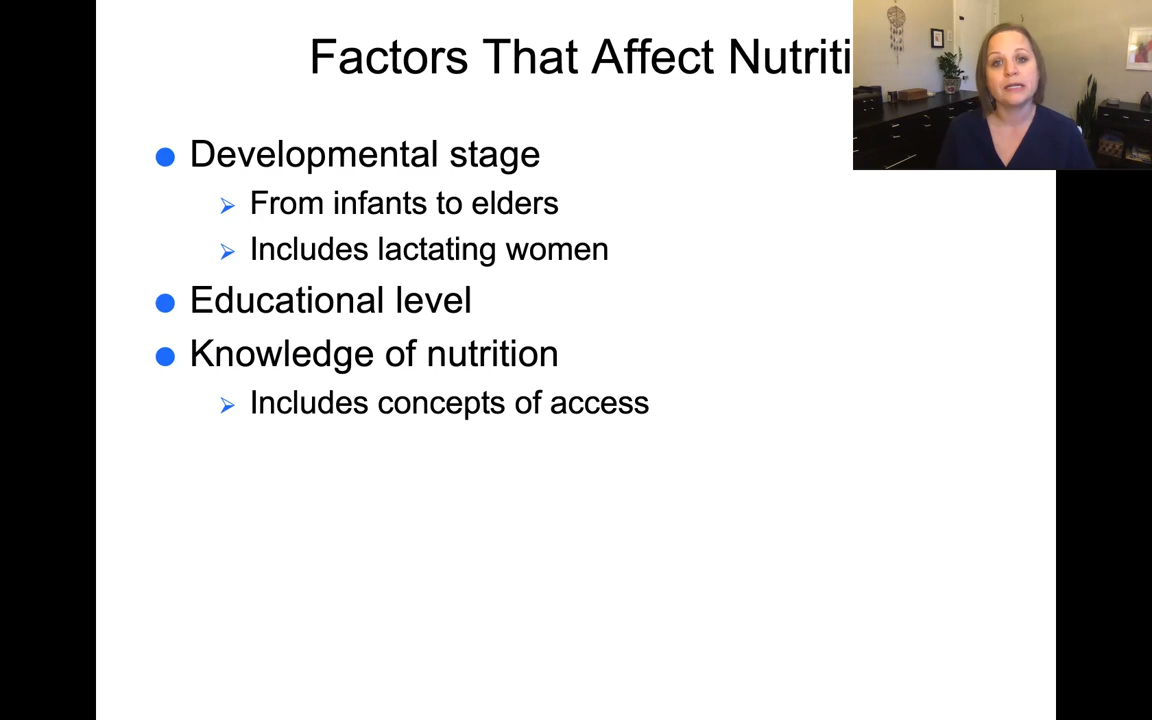 Factors That Affect Nutriti
Developmental stage
From infants to elders
Includes lactating women
Educational level
Knowledge of nutrition
Includes concepts of access